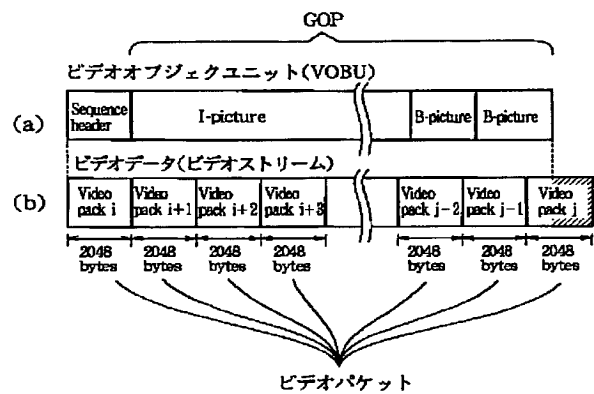 GOP
ビデオオブジェクユニット(VOBU)
(a)
Sequence
header
I-picture
B-picture
B-picture
ビデオデータ(ビデオストリーム)
(b)
Video
pack i
Video
pack i+1
Video
pack i+2
Video
pack i+3
Video
pack j-2
Video
pack j-1
Video
pack j
2048
bytes
2048
bytes
2048
bytes
2048
bytes
2048
bytes
2048
bytes
2048
bytes
ビデオパケット